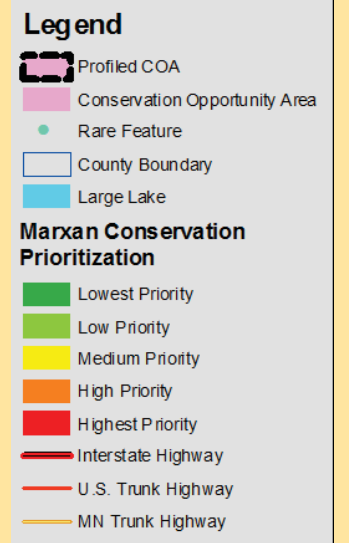 Legend
Profiled COA
Conservation Opportunity Area
Rare Feature
County Boundary
Large Lake
Marxan Conservation
Prioritization
Lowest Priority
Low Priority
Medium Priority
High Priority
Highest Priority
Interstate Highway
U.S. Trunk Highway
MN Trunk Highway